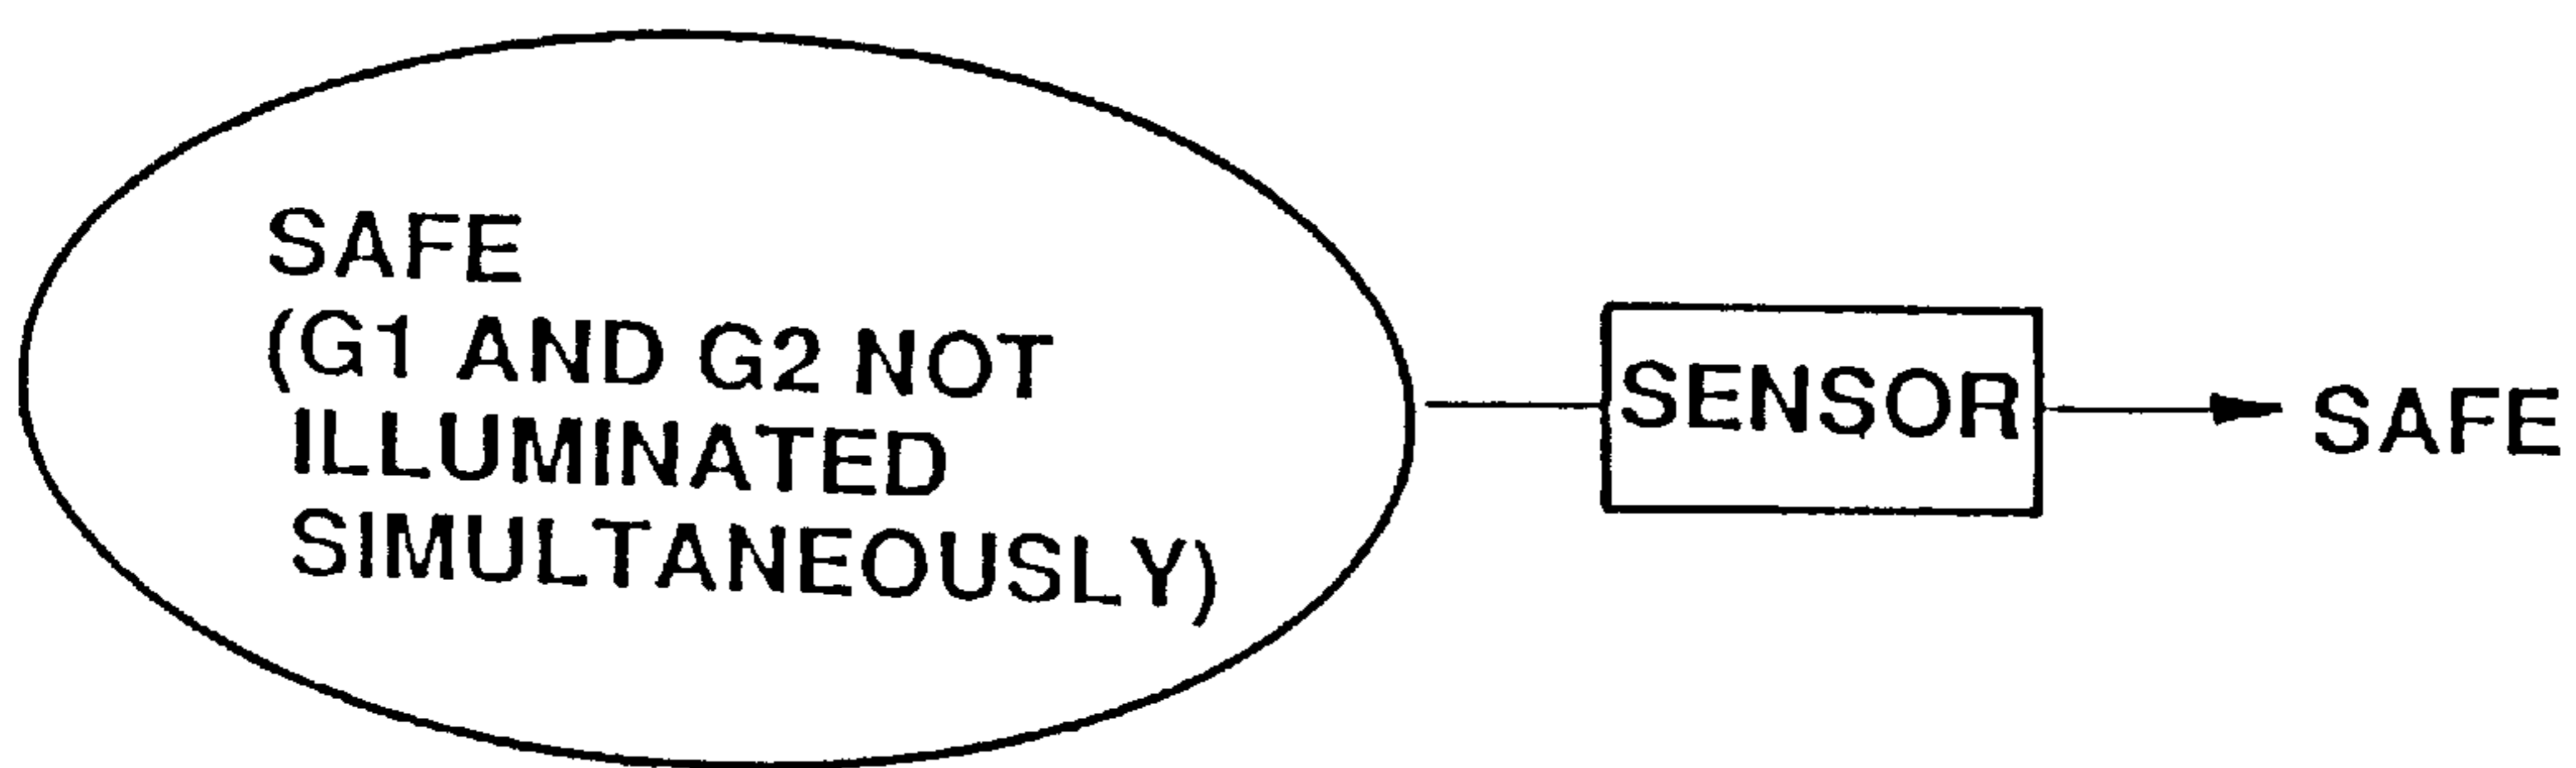 SAFE
(G1 AND G2 NOT
ILLUMINATED
SIMULTANEOUSLY)
SENSOR
SAFE